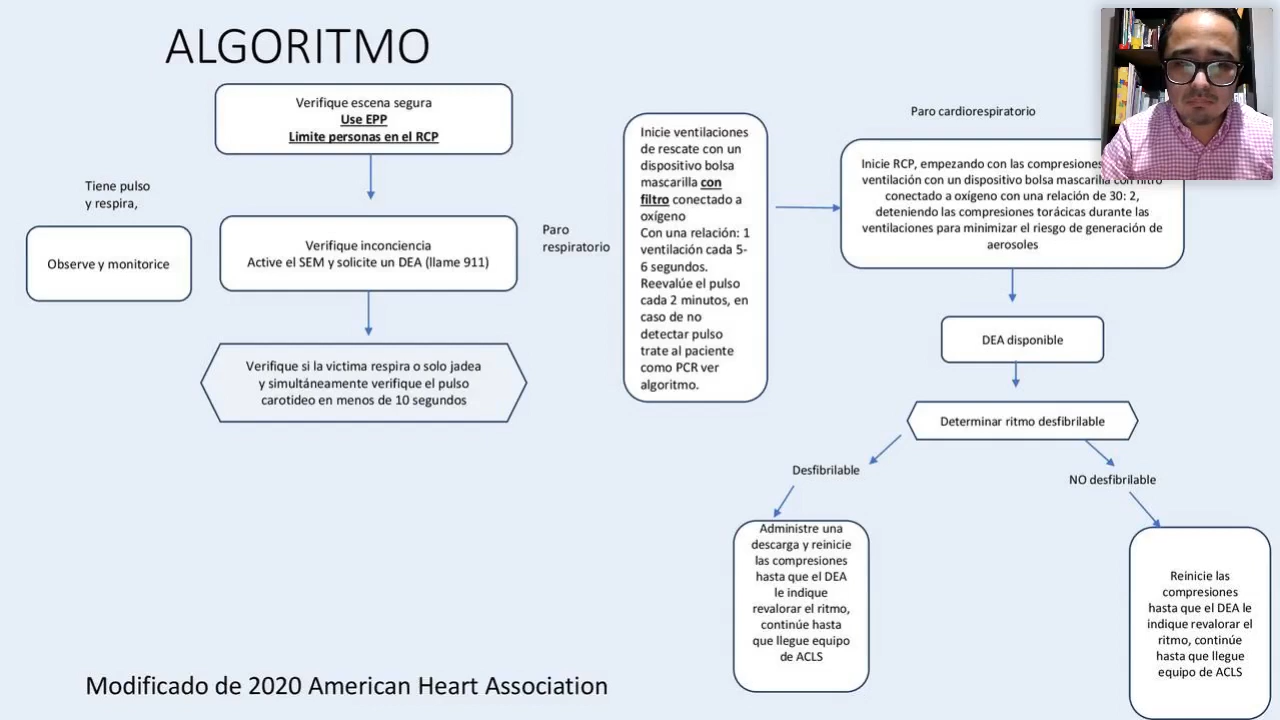 ALGORITMO
Verifique escena segura
Use EPP
Limite personas en el RCP
Tiene pulso
y respira,
Observe y monitorice
Verifique inconciencia
Active el SEM y solicite un DEA (llame 911)
Verifique si la victima respira o solo jadea
y simultáneamente verifique el pulso
carotideo en menos de 10 segundos
Paro
respiratorio
Inicie ventilaciones
de rescate con un
dispositivo bolsa
mascarilla con
filtro conectado a
oxígeno
Con una relación: 1
ventilación cada 5-
6 segundos.
Reevalúe el pulso
cada 2 minutos, en
caso de no
detectar pulso
trate al paciente
como PCR ver
algoritmo.
Paro cardiorespiratorio
Inicie RCP, empezando con las compresiones
ventilación con un dispositivo bolsa mascarilla con filtro
conectado a oxígeno con una relación de 30: 2,
deteniendo las compresiones torácicas durante las
ventilaciones para minimizar el riesgo de generación de
aerosoles
DEA disponible
Determinar ritmo desfibrilable
Desfibrilable
NO desfibrilable
Administre una
descarga y reinicie
las compresiones
hasta que el DEA
le indique
revalorar el ritmo,
continúe hasta
que llegue equipo
de ACLS
Reinicie las
compresiones
hasta que el DEA le
indique revalorar el
ritmo, continúe
hasta que llegue
equipo de ACLS
Modificado de 2020 American Heart Association